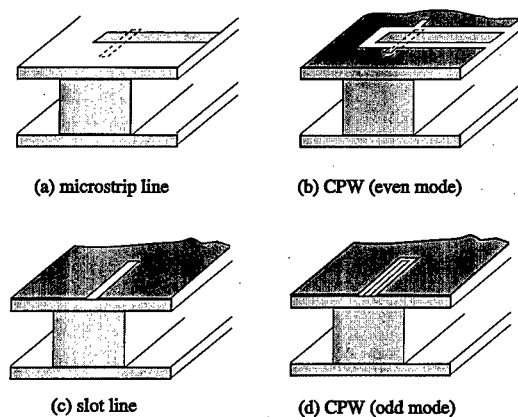 (a) microstrip line
(b) CPW (even mode)
(c) slot line
(d) CPW (odd mode)